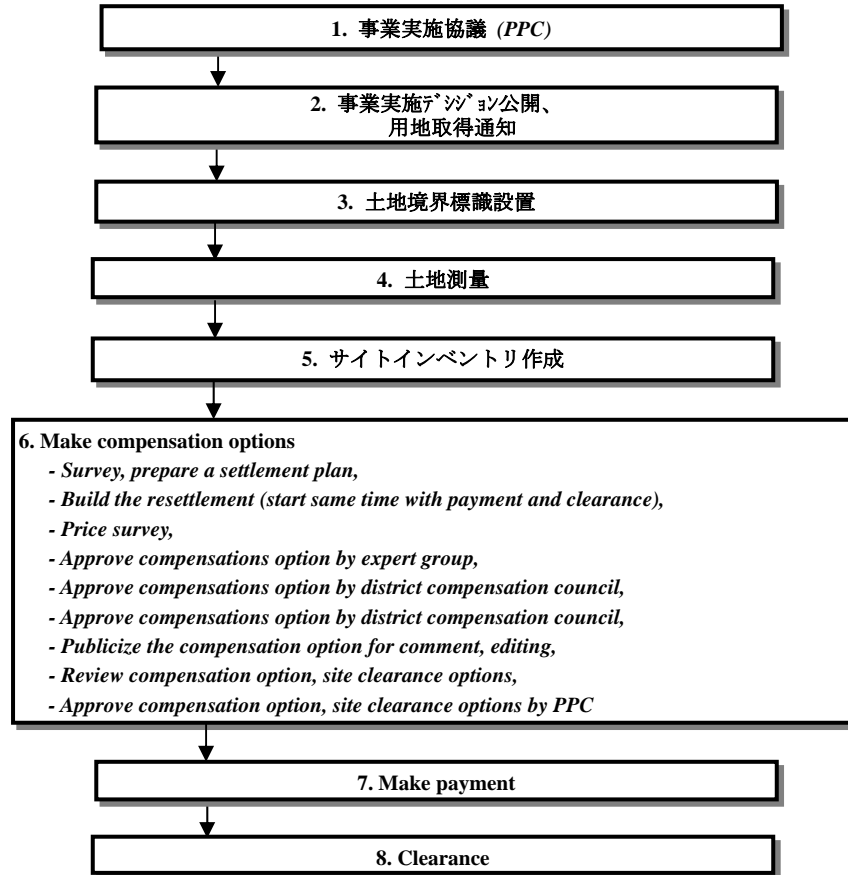 1. 事業実施協議 (PPC)
2. 事業実施ﾃﾞｼｼﾞｮﾝ公開、
用地取得通知
3. 土地境界標識設置
4. 土地測量
5. サイトインベントリ作成
6. Make compensation options
- Survey, prepare a settlement plan,
- Build the resettlement (start same time with payment and clearance),
- Price survey,
- Approve compensations option by expert group,
- Approve compensations option by district compensation council,
- Approve compensations option by district compensation council,
- Publicize the compensation option for comment, editing,
- Review compensation option, site clearance options,
- Approve compensation option, site clearance options by PPC
7. Make payment
8. Clearance